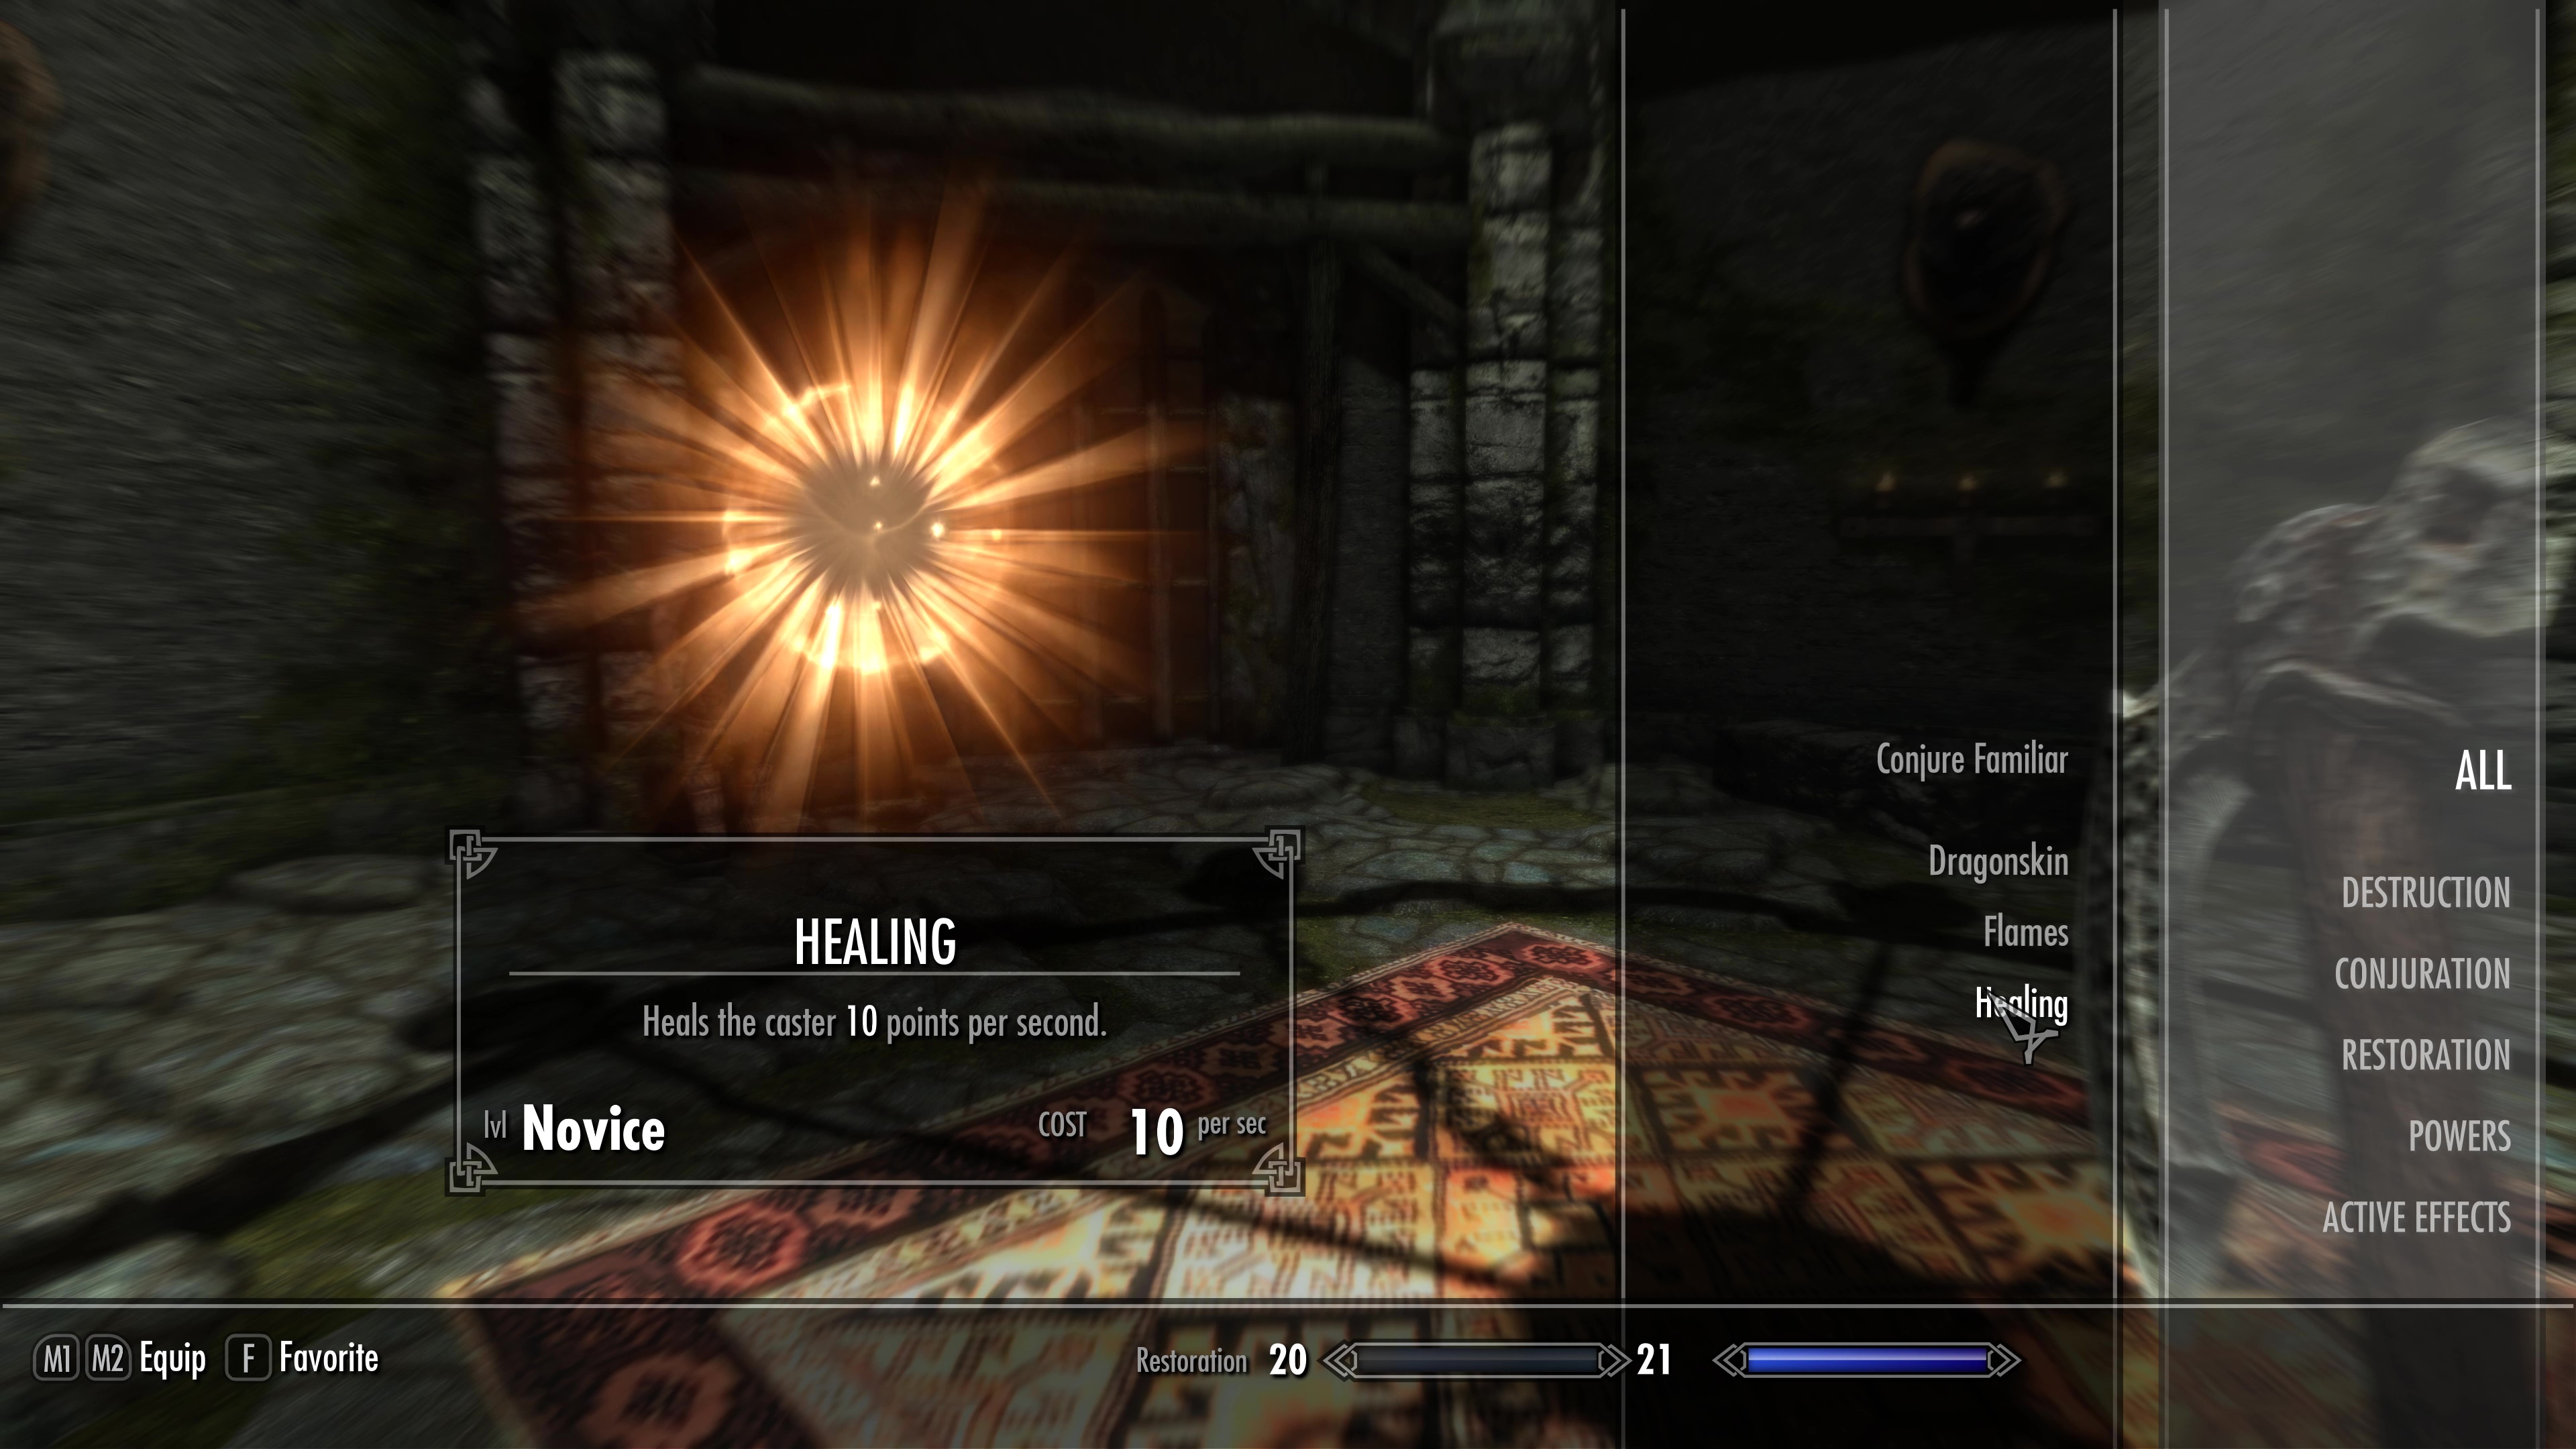 Conjure Familiar
Dragonskin
Flames
Healing
ALL
DESTRUCTION
CONJURATION
RESTORATION
POWERS
ACTIVE EFFECTS
HEALING
Heals the caster 10 points per second.
lvl Novice COST 10 per sec
M1 M2 Equip F Favorite Restoration 20 21